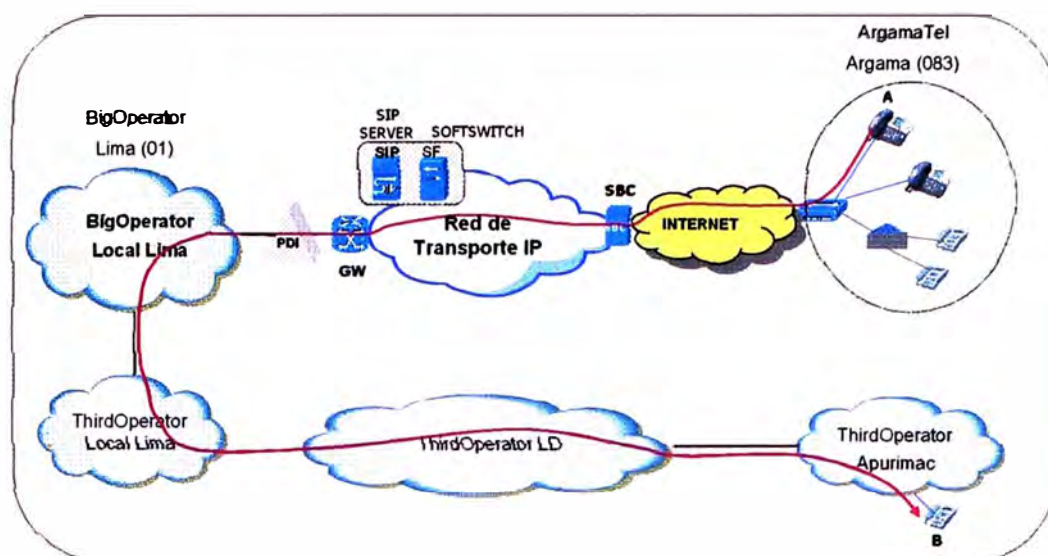 ArgamaTel
Argama (083)
A
BigOperator
Lima (01)
SIP
SERVER
SOFTSWITCH
SIP
SF
SBC
BigOperator
Local Lima
PDI
GW
Red de
Transporte IP
INTERNET
ThirdOperator
Local Lima
ThirdOperator LD
ThirdOperator
Apurimac
B